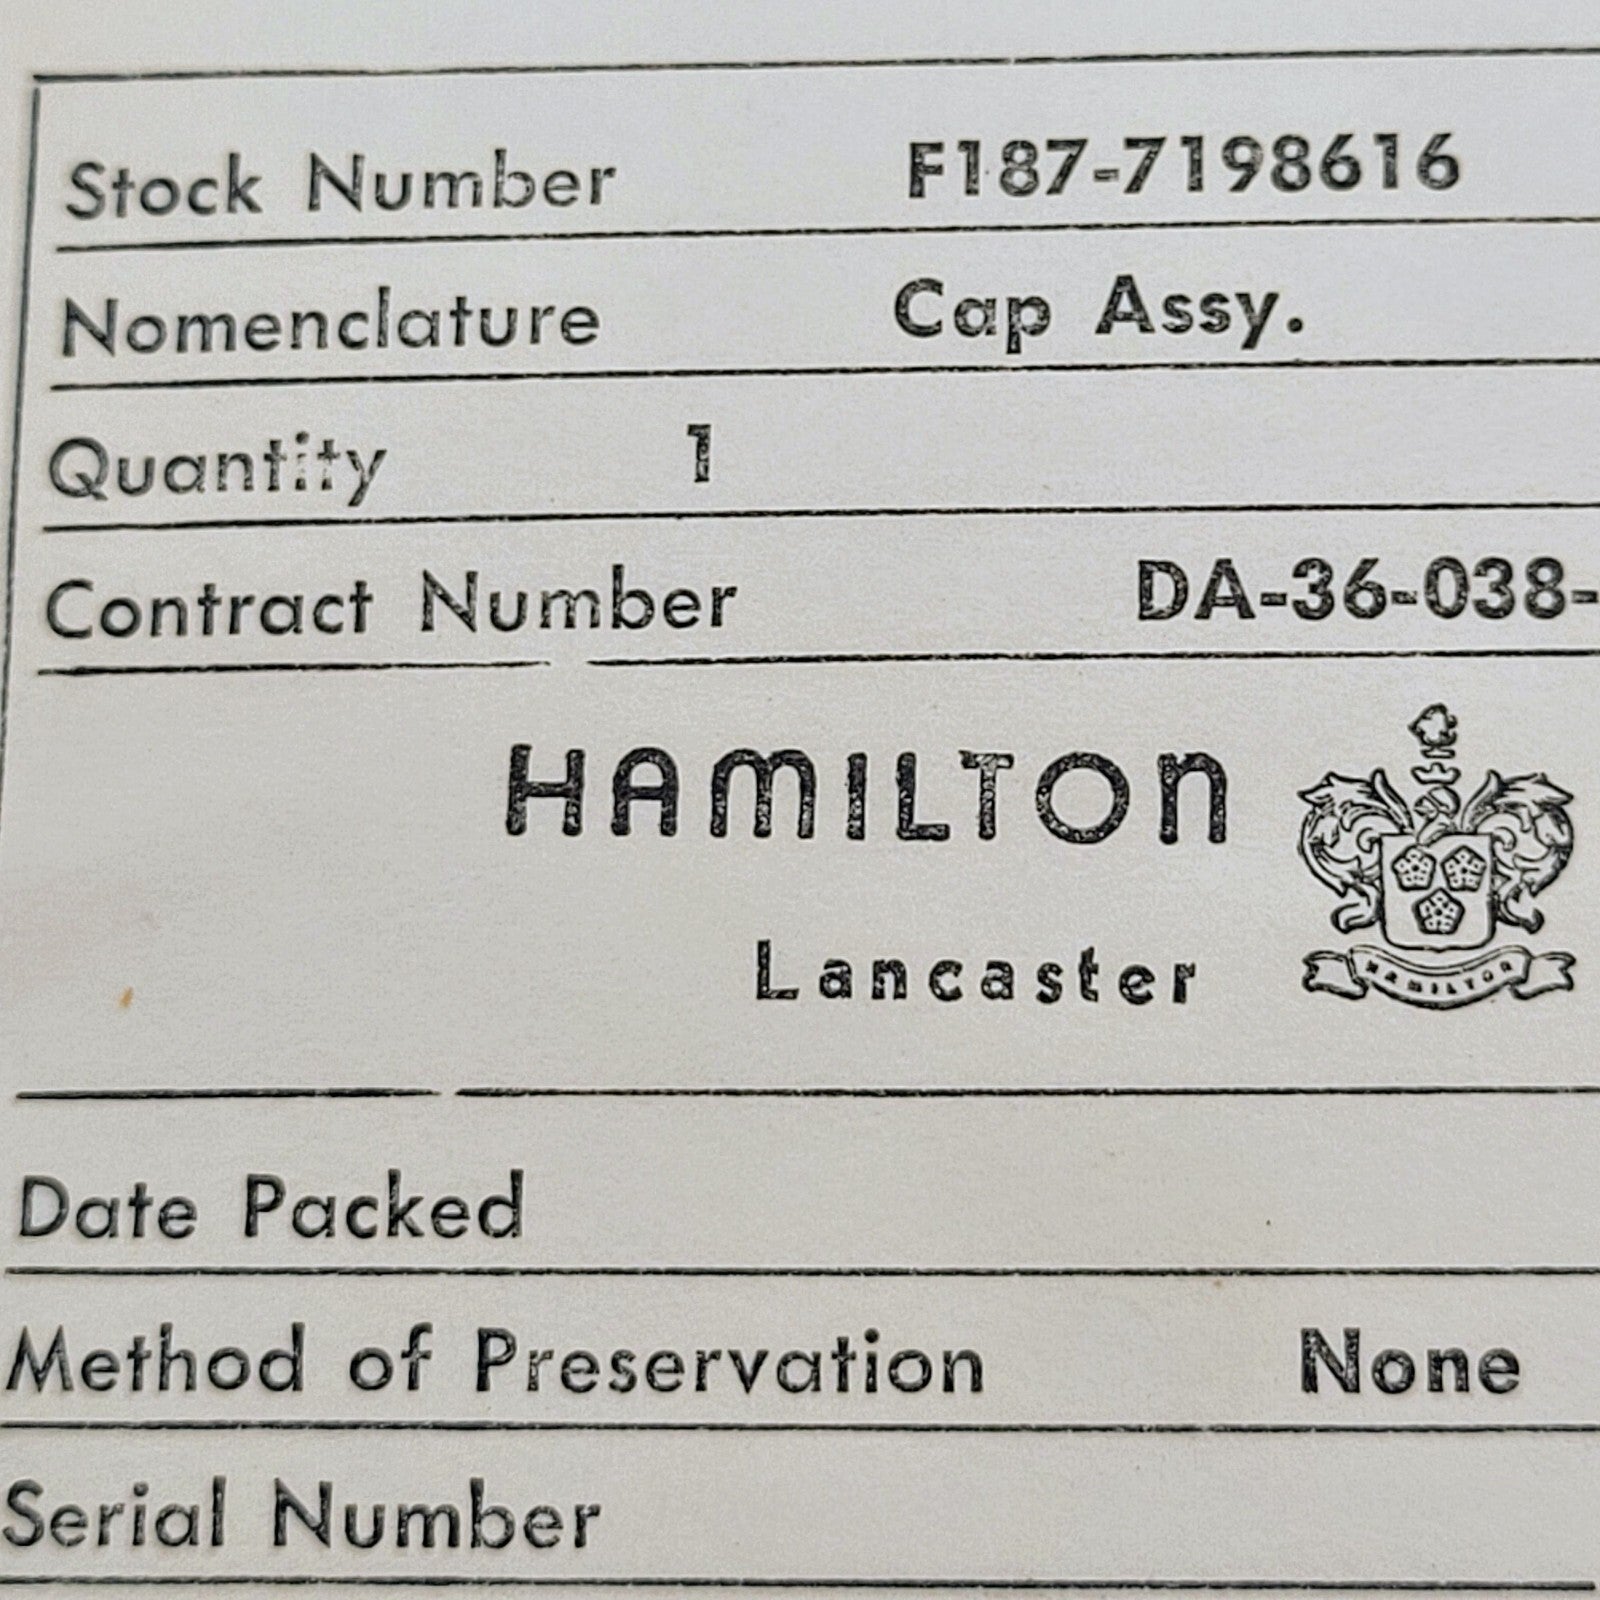 Stock Number F187-7198616
Nomenclature Cap Assy.
Quantity 1
Contract Number DA-36-038-
HAMILTON
Lancaster
HAMILTON
Date Packed
Method of Preservation None
Serial Number